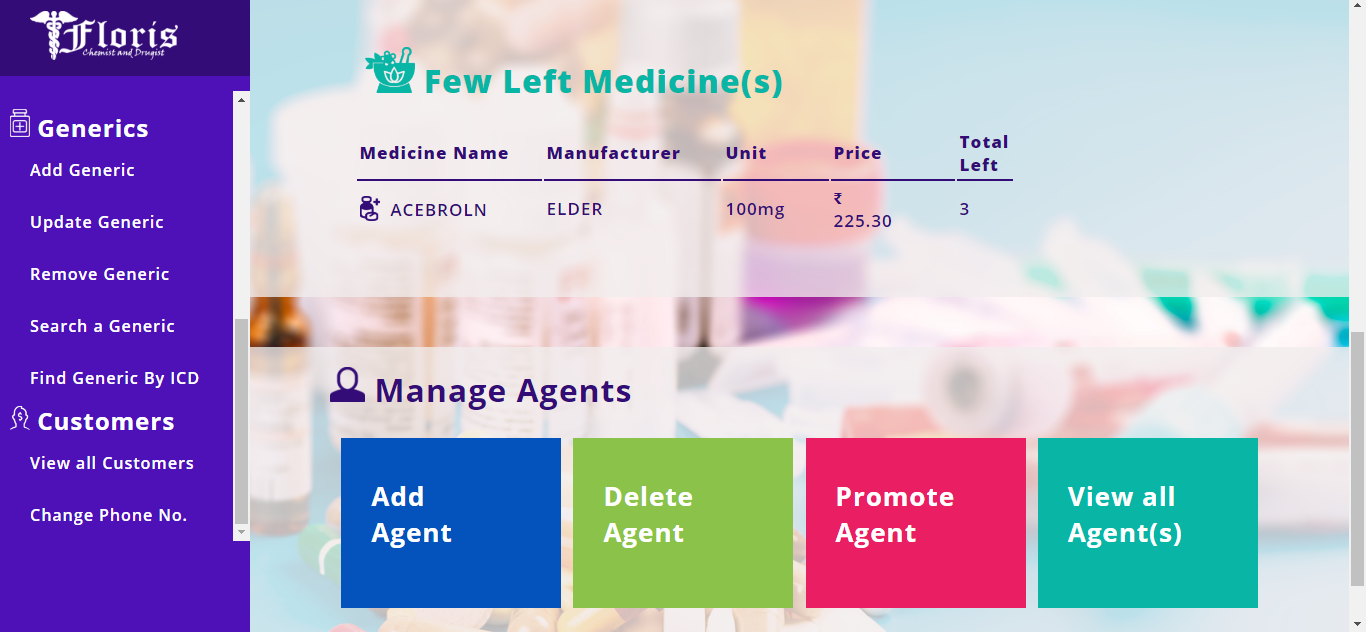 Floris
Chemist and Drugist
Generics
Add Generic
Update Generic
Remove Generic
Search a Generic
Find Generic By ICD
Customers
View all Customers
Change Phone No.
Few Left Medicine(s)
Medicine Name Manufacturer Unit Price Total
Left
ACEBROLN ELDER 100mg ₹
225.30 3
Manage Agents
Add
Agent
Delete
Agent
Promote
Agent
View all
Agent(s)